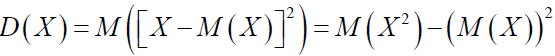 D(X) = M([X − M(X)]²) = M(X²) − (M(X))²